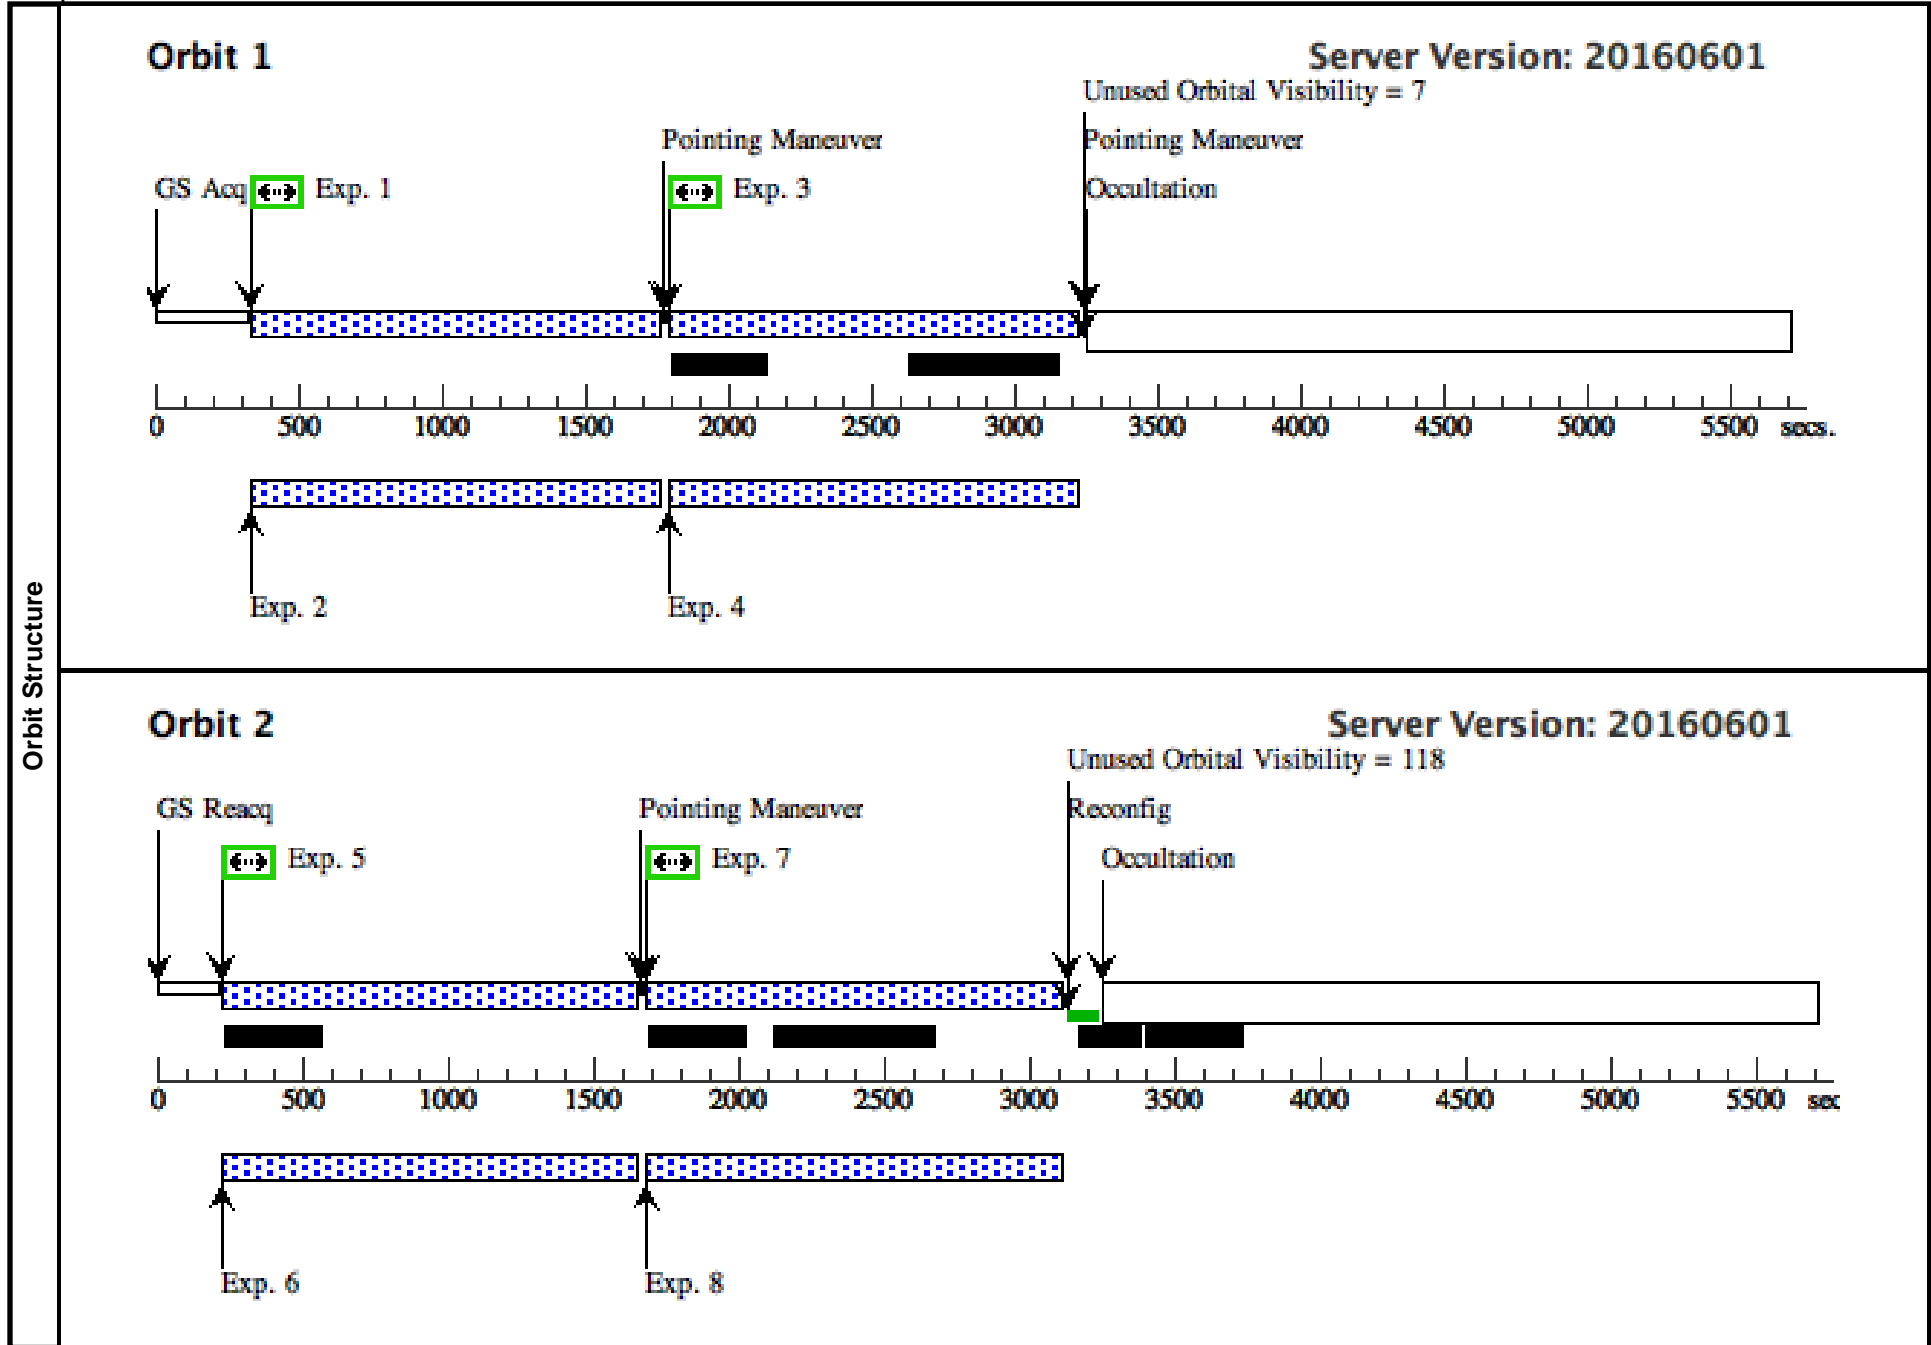 Orbit Structure
Orbit 1
Server Version: 20160601
Unused Orbital Visibility = 7
Pointing Maneuver
Pointing Maneuver
GS Acq
Exp. 1
Exp. 3
Occultation
0 500 1000 1500 2000 2500 3000 3500 4000 4500 5000 5500 secs.
Exp. 2
Exp. 4
Orbit 2
Server Version: 20160601
Unused Orbital Visibility = 118
GS Reacq
Pointing Maneuver
Reconfig
Exp. 5
Exp. 7
Occultation
0 500 1000 1500 2000 2500 3000 3500 4000 4500 5000 5500 sec
Exp. 6
Exp. 8